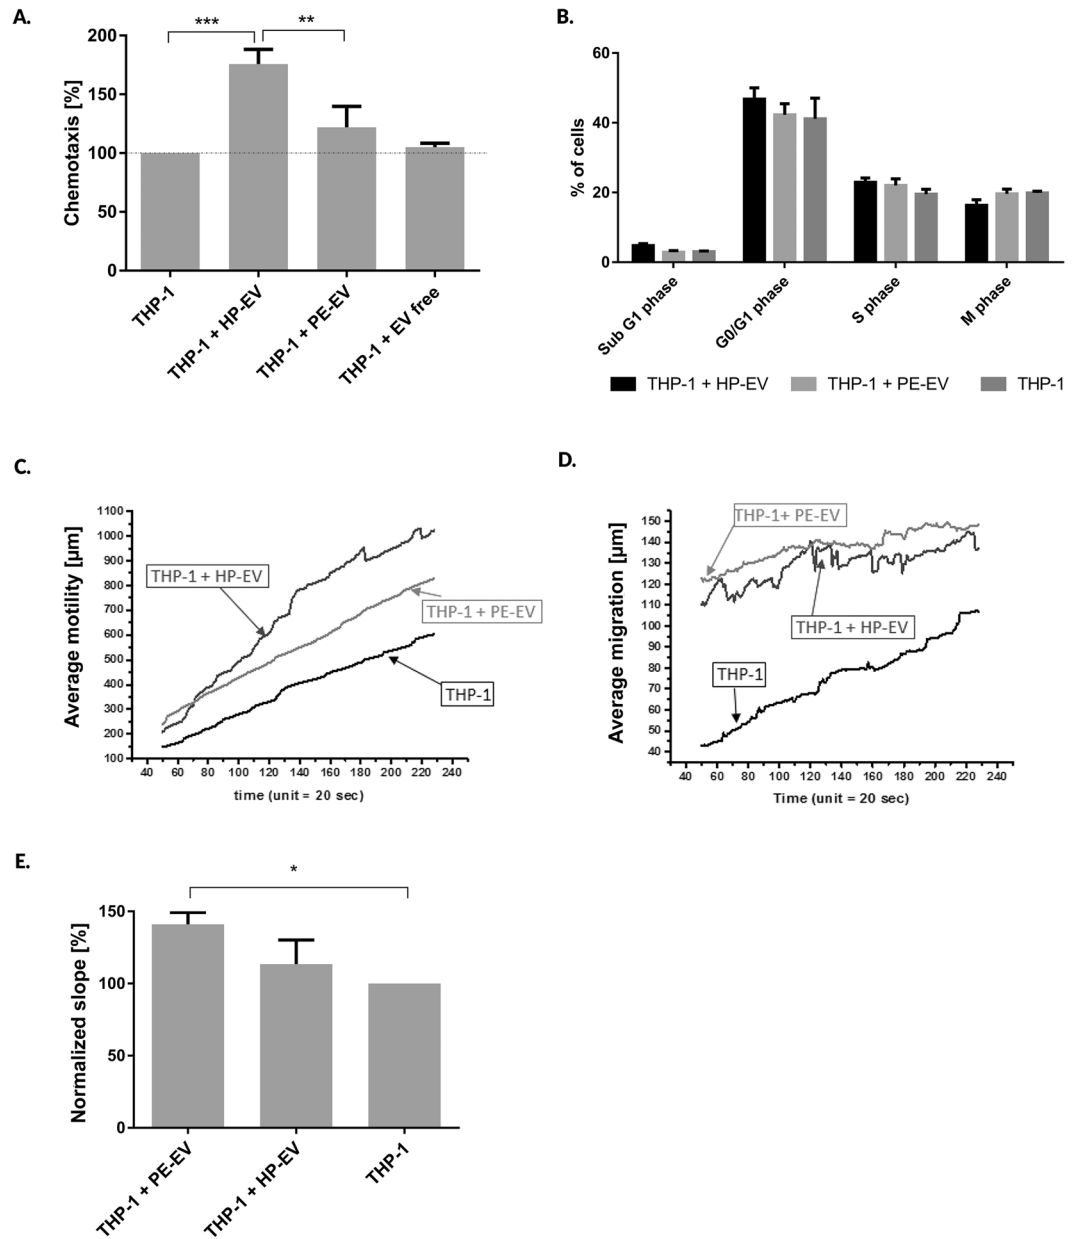 A.
***
**
200
150
100
50
0
Chemotaxis [%]
THP-1
THP-1 + HP-EV
THP-1 + PE-EV
THP-1 + EV free
B.
60
40
20
0
% of cells
Sub G1 phase
G0/G1 phase
S phase
M phase
THP-1 + HP-EV
THP-1 + PE-EV
THP-1
C.
1100
1000
900
800
700
600
500
400
300
200
100
Average motility [µm]
THP-1 + HP-EV
THP-1 + PE-EV
THP-1
40 60 80 100 120 140 160 180 200 220 240
time (unit = 20 sec)
D.
150
140
130
120
110
100
90
80
70
60
50
40
Average migration [µm]
THP-1+ PE-EV
THP-1 + HP-EV
THP-1
40 60 80 100 120 140 160 180 200 220 240
Time (unit = 20 sec)
E.
*
150
100
50
0
Normalized slope [%]
THP-1 + PE-EV
THP-1 + HP-EV
THP-1